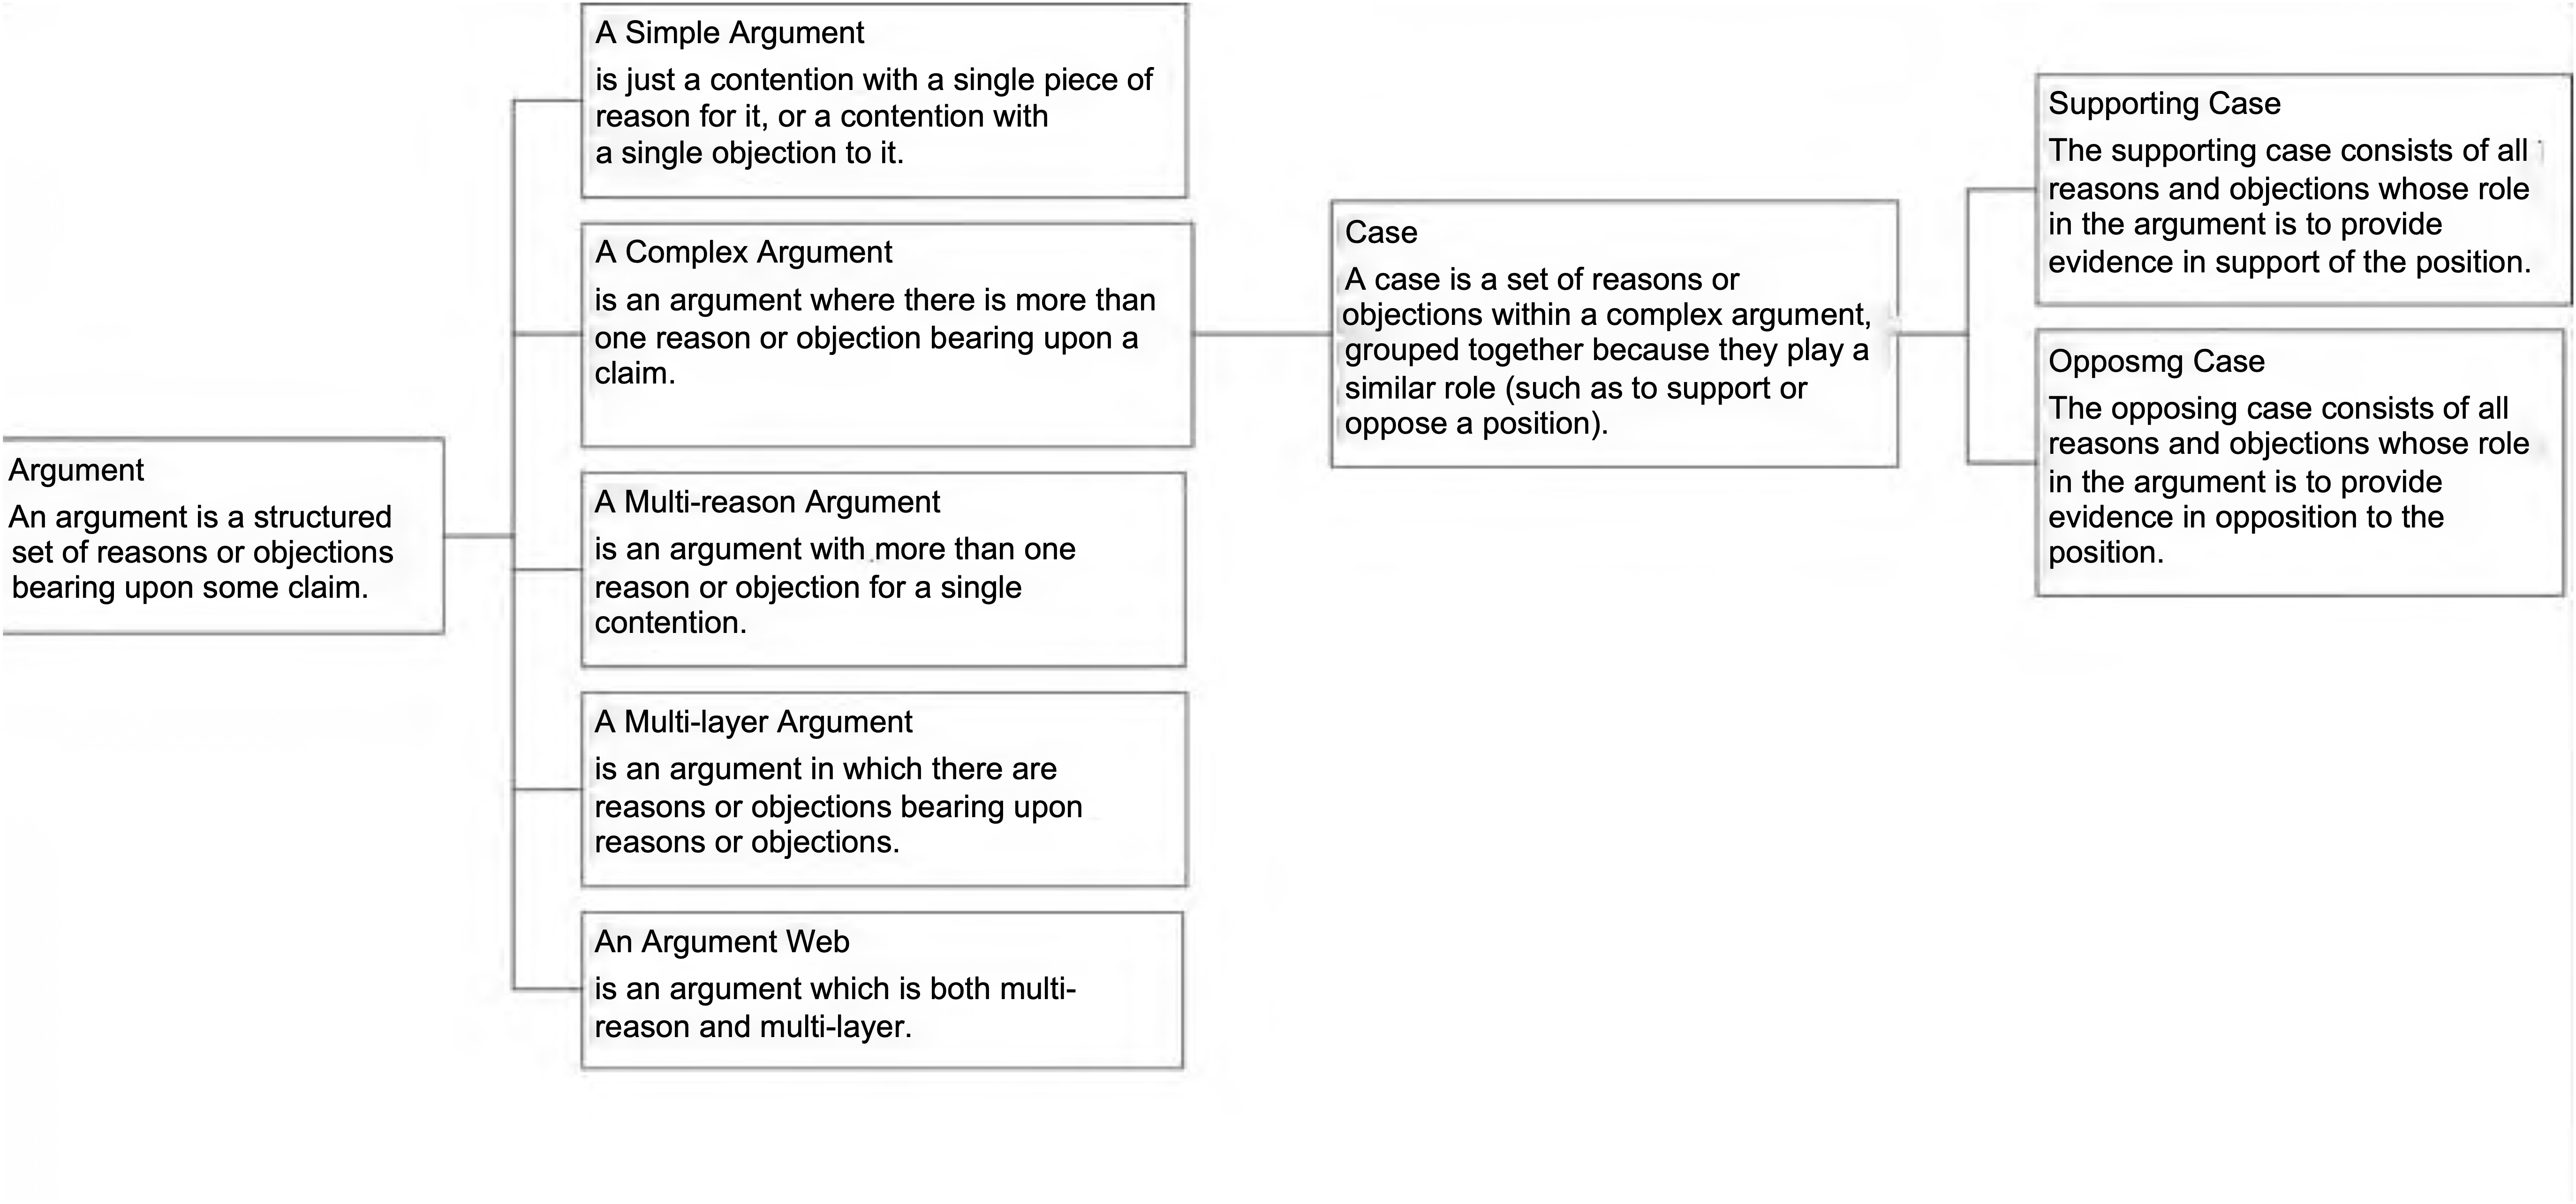 A Simple Argument
is just a contention with a single piece of
reason for it, or a contention with
a single objection to it.
A Complex Argument
is an argument where there is more than
one reason or objection bearing upon a
claim.
Argument
An argument is a structured
set of reasons or objections
bearing upon some claim.
A Multi-reason Argument
is an argument with more than one
reason or objection for a single
contention.
A Multi-layer Argument
is an argument in which there are
reasons or objections bearing upon
reasons or objections.
An Argument Web
is an argument which is both multi-
reason and multi-layer.
Case
A case is a set of reasons or
objections within a complex argument,
grouped together because they play a
similar role (such as to support or
oppose a position).
Supporting Case
The supporting case consists of all
reasons and objections whose role
in the argument is to provide
evidence in support of the position.
Opposmg Case
The opposing case consists of all
reasons and objections whose role
in the argument is to provide
evidence in opposition to the
position.